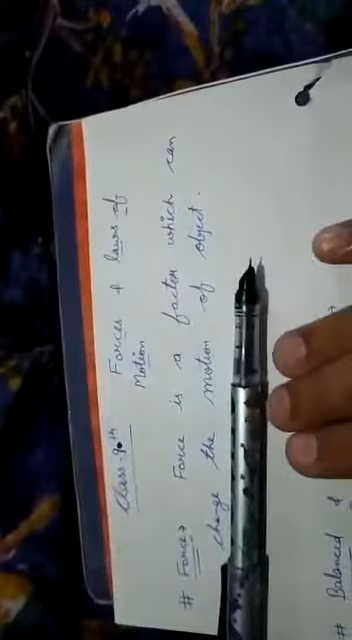 Class-9th
Forces & laws of
Motion
# Force → Force is a factor which can
change the motion of object.
# Balanced &